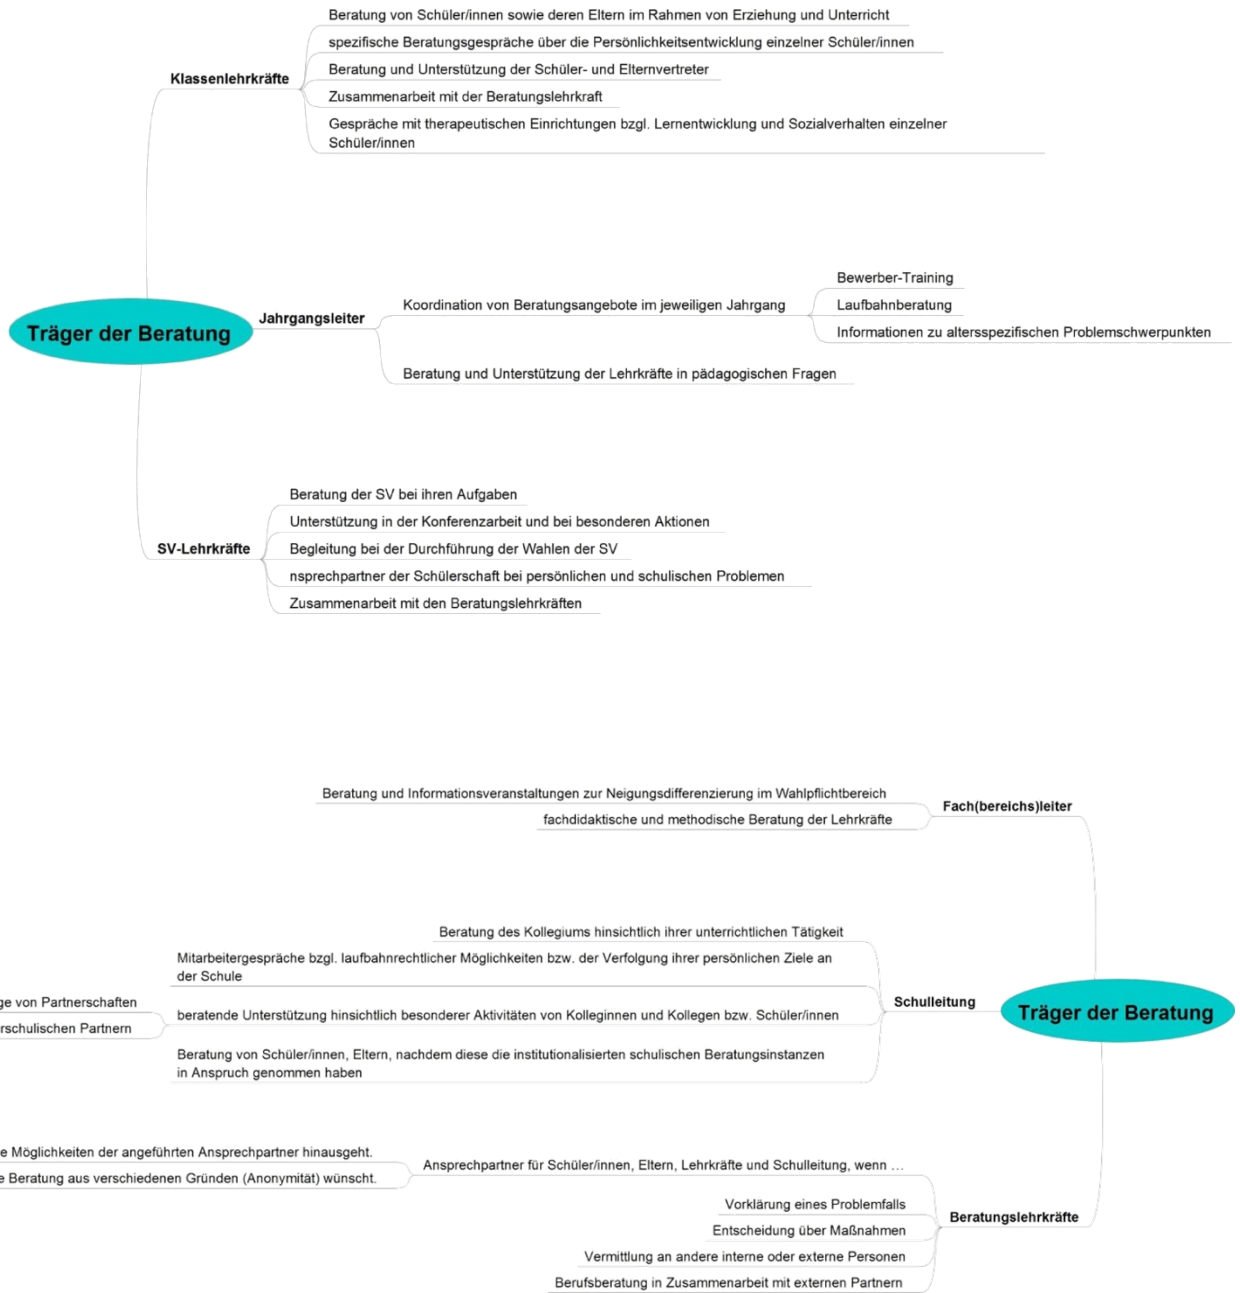 Beratung von Schüler/innen sowie deren Eltern im Rahmen von Erziehung und Unterricht
spezifische Beratungsgespräche über die Persönlichkeitsentwicklung einzelner Schüler/innen
Klassenlehrkräfte
Beratung und Unterstützung der Schüler- und Elternvertreter
Zusammenarbeit mit der Beratungslehrkraft
Gespräche mit therapeutischen Einrichtungen bzgl. Lernentwicklung und Sozialverhalten einzelner
Schüler/innen
Träger der Beratung
Jahrgangsleiter
Koordination von Beratungsangebote im jeweiligen Jahrgang
Bewerber-Training
Laufbahnberatung
Informationen zu altersspezifischen Problemschwerpunkten
Beratung und Unterstützung der Lehrkräfte in pädagogischen Fragen
SV-Lehrkräfte
Beratung der SV bei ihren Aufgaben
Unterstützung in der Konferenzarbeit und bei besonderen Aktionen
Begleitung bei der Durchführung der Wahlen der SV
nsprechpartner der Schülerschaft bei persönlichen und schulischen Problemen
Zusammenarbeit mit den Beratungslehrkräften
Beratung und Informationsveranstaltungen zur Neigungsdifferenzierung im Wahlpflichtbereich
fachdidaktische und methodische Beratung der Lehrkräfte
Fach(bereichs)leiter
Beratung des Kollegiums hinsichtlich ihrer unterrichtlichen Tätigkeit
Mitarbeitergespräche bzgl. laufbahnrechtlicher Möglichkeiten bzw. der Verfolgung ihrer persönlichen Ziele an
der Schule
ge von Partnerschaften
rschulischen Partnern
beratende Unterstützung hinsichtlich besonderer Aktivitäten von Kolleginnen und Kollegen bzw. Schüler/innen
Schulleitung
Träger der Beratung
Beratung von Schüler/innen, Eltern, nachdem diese die institutionalisierten schulischen Beratungsinstanzen
in Anspruch genommen haben
e Möglichkeiten der angeführten Ansprechpartner hinausgeht.
e Beratung aus verschiedenen Gründen (Anonymität) wünscht.
Ansprechpartner für Schüler/innen, Eltern, Lehrkräfte und Schulleitung, wenn …
Vorklärung eines Problemfalls
Entscheidung über Maßnahmen
Beratungslehrkräfte
Vermittlung an andere interne oder externe Personen
Berufsberatung in Zusammenarbeit mit externen Partnern